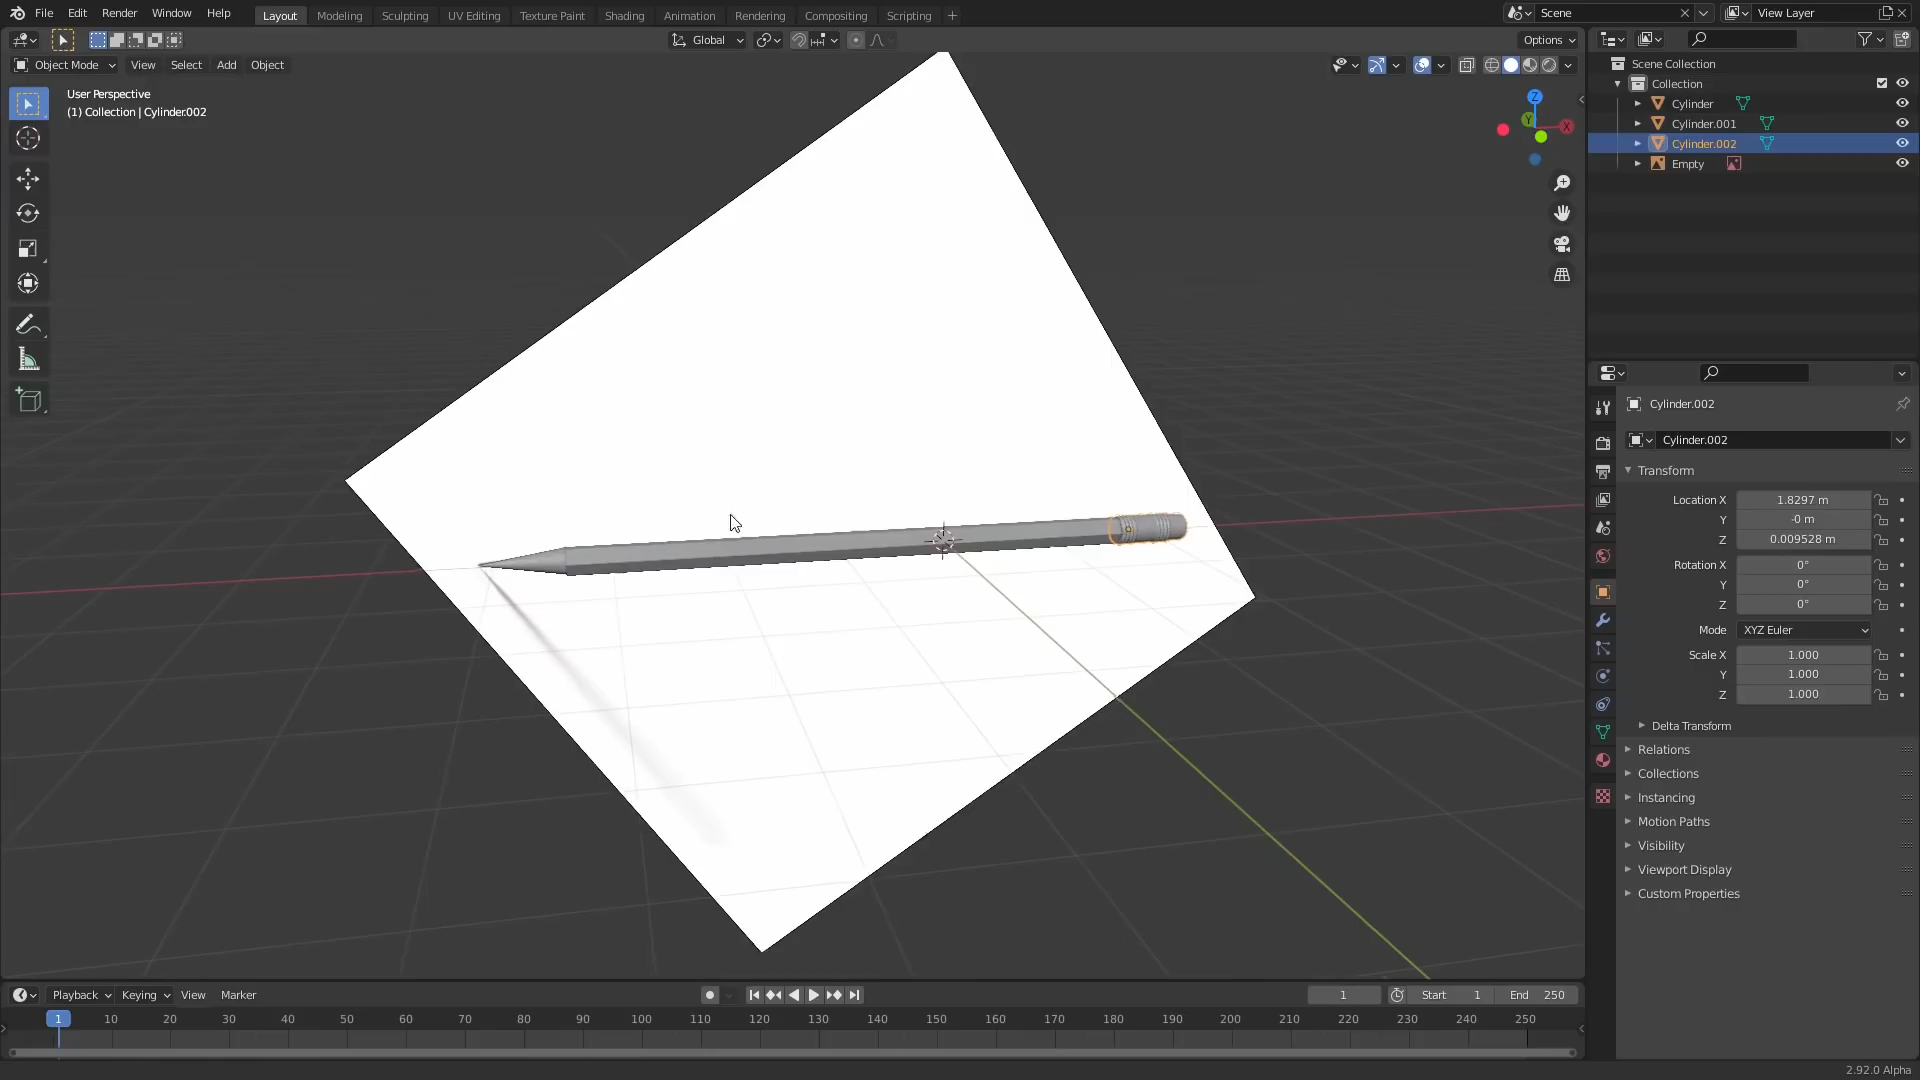 File Edit Render Window Help Layout Modeling Sculpting UV Editing Texture Paint Shading Animation Rendering Compositing Scripting + Scene View Layer
Global Options
Object Mode View Select Add Object
User Perspective
(1) Collection | Cylinder.002
Z
Y
X
Scene Collection
Collection
Cylinder
Cylinder.001
Cylinder.002
Empty
Cylinder.002
Cylinder.002
Transform
Location X 1.8297 m
Y -0 m
Z 0.009528 m
Rotation X 0°
Y 0°
Z 0°
Mode XYZ Euler
Scale X 1.000
Y 1.000
Z 1.000
Delta Transform
Relations
Collections
Instancing
Motion Paths
Visibility
Viewport Display
Custom Properties
Playback Keying View Marker 1 Start 1 End 250
1 10 20 30 40 50 60 70 80 90 100 110 120 130 140 150 160 170 180 190 200 210 220 230 240 250
2.92.0 Alpha